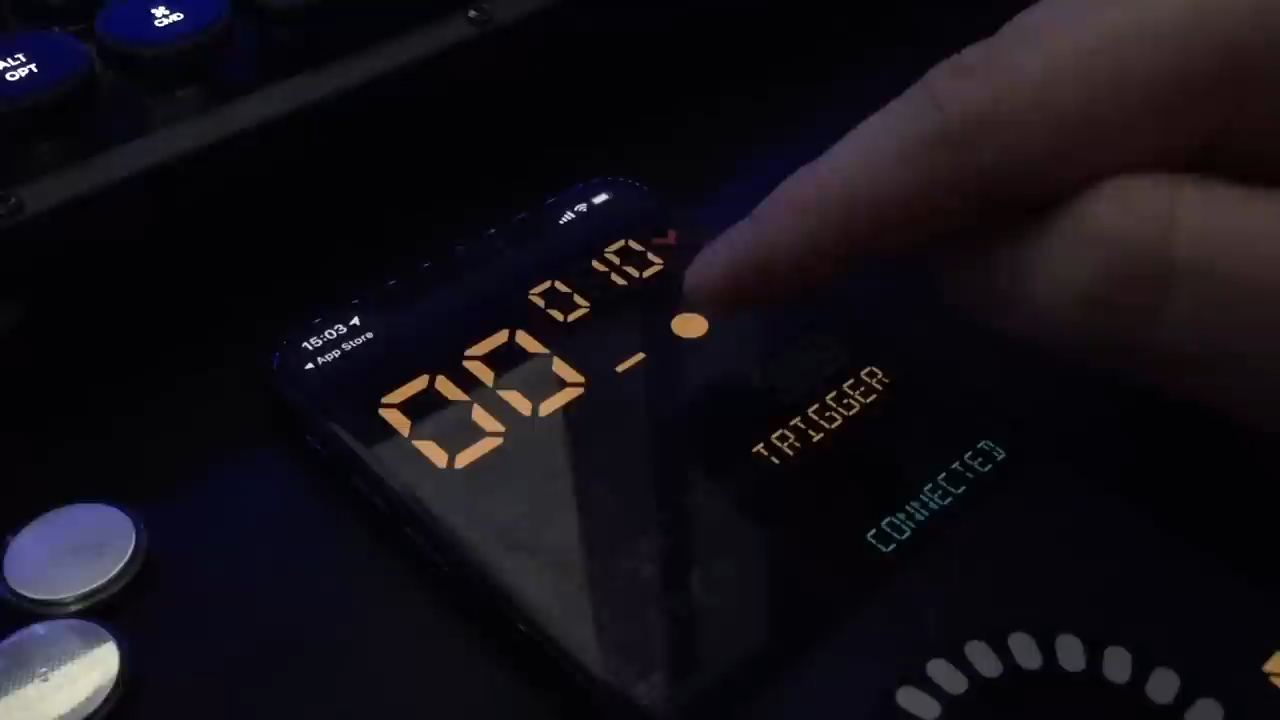 ⌘
CMD
ALT
OPT
15:03
◀ App Store
00 0 10
TRIGGER
CONNECTED